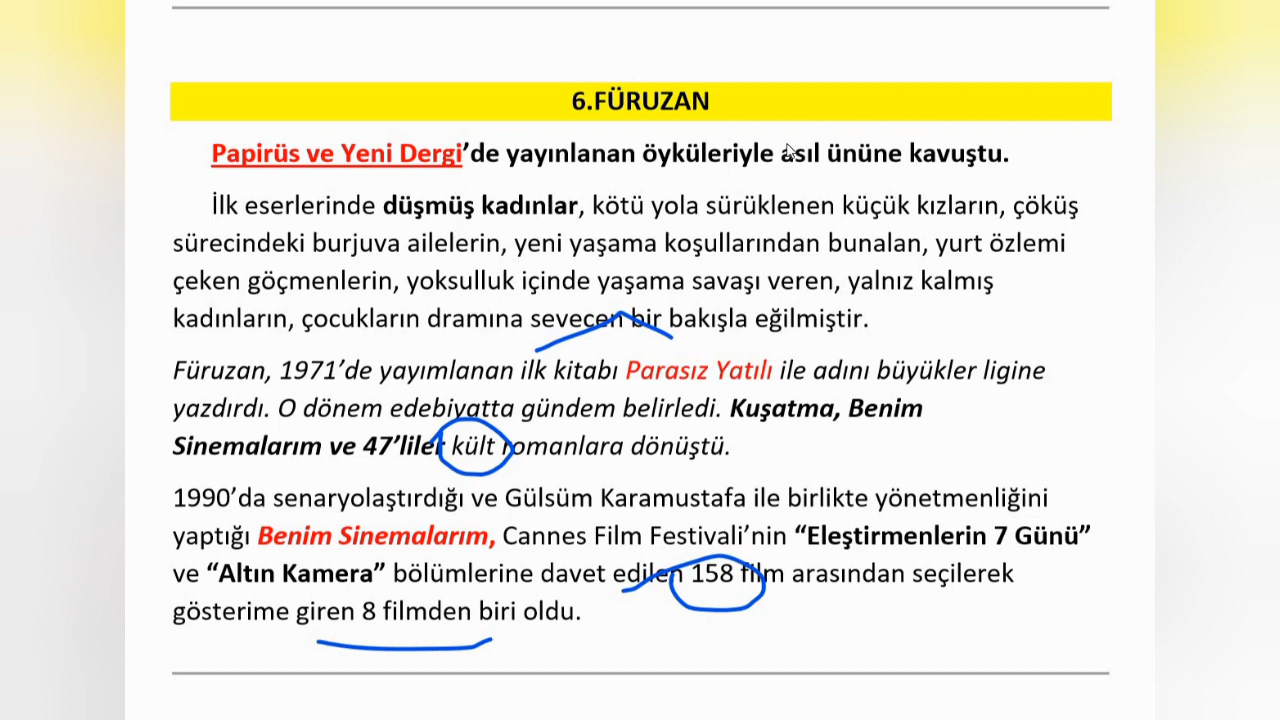 6.FÜRUZAN
Papirüs ve Yeni Dergi’de yayınlanan öyküleriyle asıl ününe kavuştu.
İlk eserlerinde düşmüş kadınlar, kötü yola sürüklenen küçük kızların, çöküş
sürecindeki burjuva ailelerin, yeni yaşama koşullarından bunalan, yurt özlemi
çeken göçmenlerin, yoksulluk içinde yaşama savaşı veren, yalnız kalmış
kadınların, çocukların dramına sevecen bir bakışla eğilmiştir.
Füruzan, 1971’de yayımlanan ilk kitabı Parasız Yatılı ile adını büyükler ligine
yazdırdı. O dönem edebiyatta gündem belirledi. Kuşatma, Benim
Sinemalarım ve 47’liler kült romanlara dönüştü.
1990’da senaryolaştırdığı ve Gülsüm Karamustafa ile birlikte yönetmenliğini
yaptığı Benim Sinemalarım, Cannes Film Festivali’nin “Eleştirmenlerin 7 Günü”
ve “Altın Kamera” bölümlerine davet edilen 158 film arasından seçilerek
gösterime giren 8 filmden biri oldu.